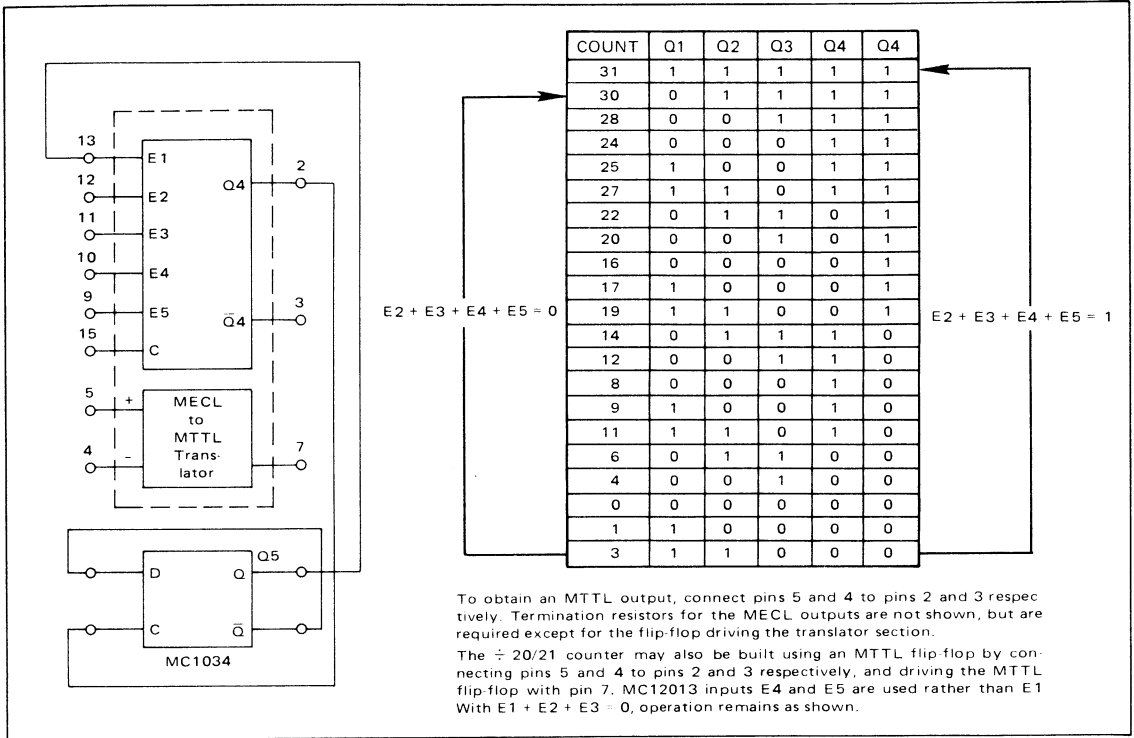 13
E1
2
12
Q4
E2
11
E3
10
E4
9
3
E5
Q̄4
15
C
5
+
MECL
to
MTTL
Trans-
lator
7
4
-
Q5
D
Q
C
Q̄
MC1034
COUNT Q1 Q2 Q3 Q4 Q4
31 1 1 1 1 1
30 0 1 1 1 1
28 0 0 1 1 1
24 0 0 0 1 1
25 1 0 0 1 1
27 1 1 0 1 1
22 0 1 1 0 1
20 0 0 1 0 1
16 0 0 0 0 1
17 1 0 0 0 1
19 1 1 0 0 1
14 0 1 1 1 0
12 0 0 1 1 0
8 0 0 0 1 0
9 1 0 0 1 0
11 1 1 0 1 0
6 0 1 1 0 0
4 0 0 1 0 0
0 0 0 0 0 0
1 1 0 0 0 0
3 1 1 0 0 0
E2 + E3 + E4 + E5 = 0
E2 + E3 + E4 + E5 = 1
To obtain an MTTL output, connect pins 5 and 4 to pins 2 and 3 respec
tively. Termination resistors for the MECL outputs are not shown, but are
required except for the flip-flop driving the translator section.
The ÷ 20/21 counter may also be built using an MTTL flip-flop by con-
necting pins 5 and 4 to pins 2 and 3 respectively, and driving the MTTL
flip-flop with pin 7. MC12013 inputs E4 and E5 are used rather than E1
With E1 + E2 + E3 = 0, operation remains as shown.